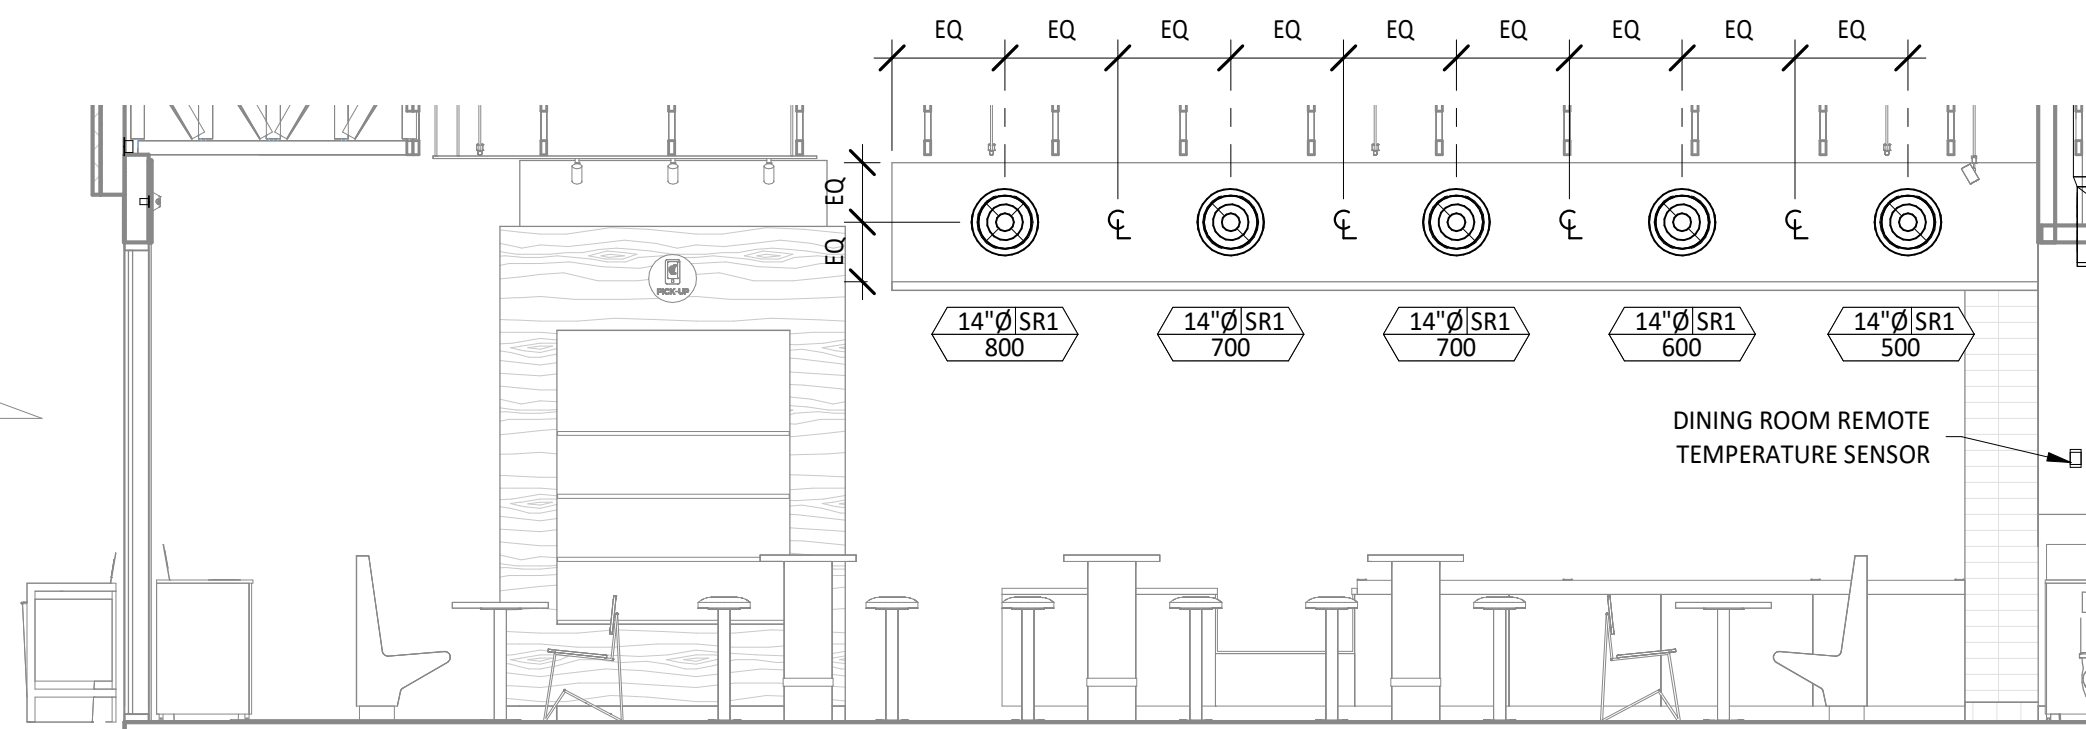 EQ EQ EQ EQ EQ EQ EQ EQ EQ
EQ
EQ
℄ ℄ ℄ ℄
PICK-UP
14"Ø SR1
800
14"Ø SR1
700
14"Ø SR1
700
14"Ø SR1
600
14"Ø SR1
500
DINING ROOM REMOTE
TEMPERATURE SENSOR